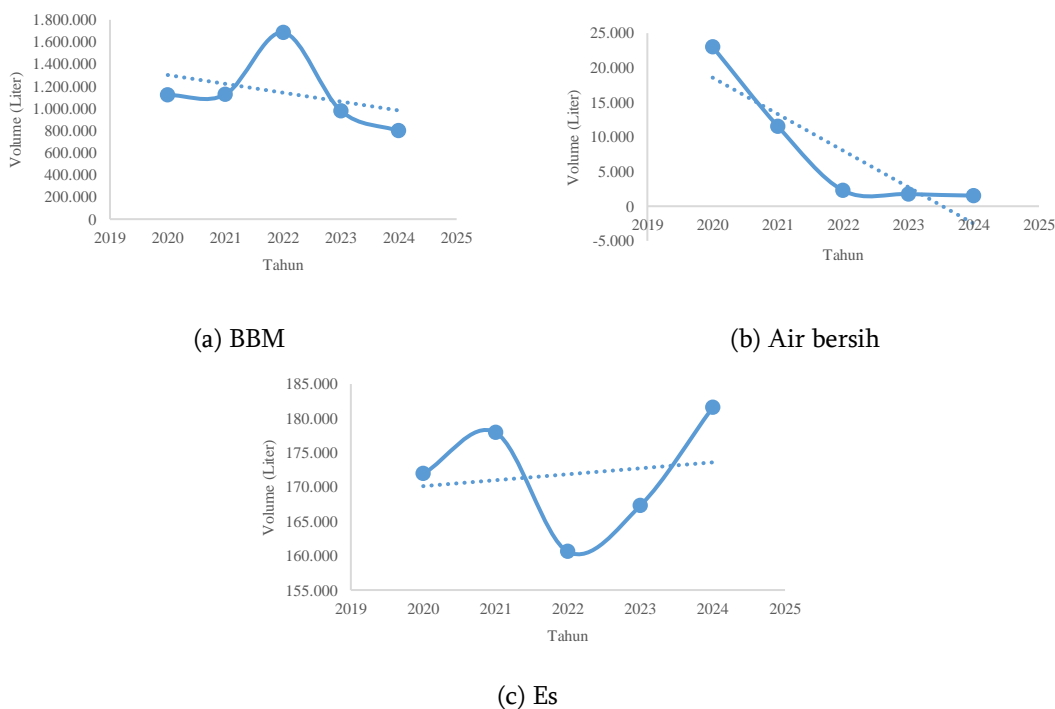 1.800.000
1.600.000
1.400.000
1.200.000
1.000.000
800.000
600.000
400.000
200.000
0
Volume (Liter)
2019 2020 2021 2022 2023 2024 2025
Tahun
(a) BBM
25.000
20.000
15.000
10.000
5.000
0
-5.000
Volume (Liter)
2019 2020 2021 2022 2023 2024 2025
Tahun
(b) Air bersih
185.000
180.000
175.000
170.000
165.000
160.000
155.000
Volume (Liter)
2019 2020 2021 2022 2023 2024 2025
Tahun
(c) Es